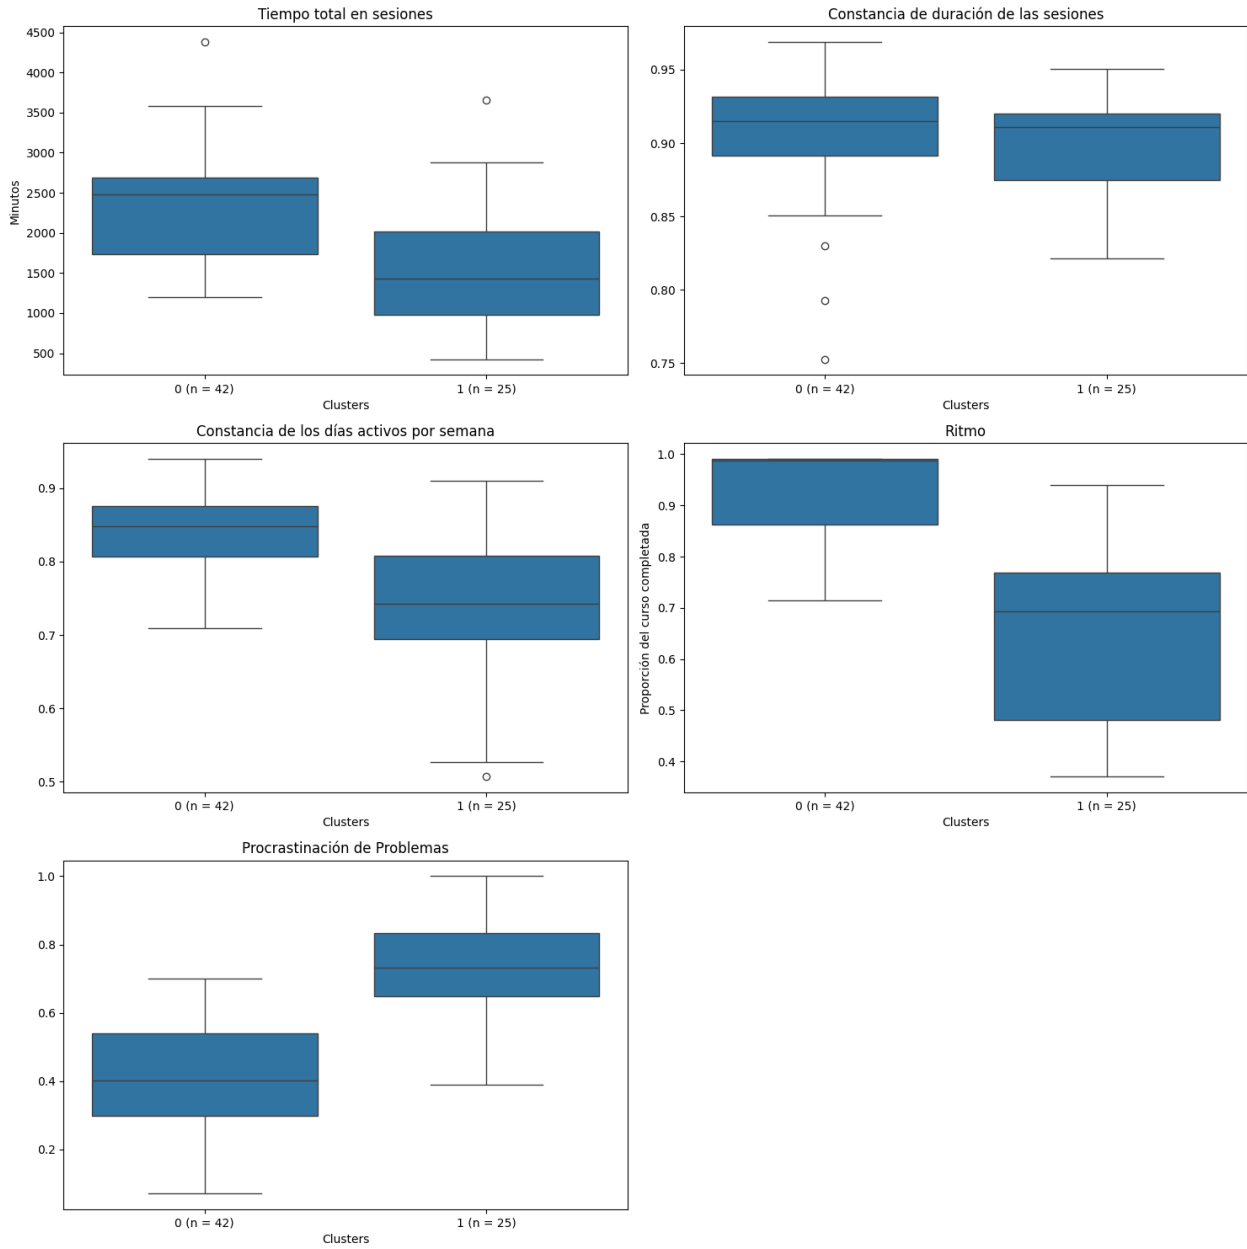 Tiempo total en sesiones
4500
4000
3500
3000
2500
2000
1500
1000
500
Minutos
0 (n = 42)
1 (n = 25)
Clusters
Constancia de duración de las sesiones
0.95
0.90
0.85
0.80
0.75
0 (n = 42)
1 (n = 25)
Clusters
Constancia de los días activos por semana
0.9
0.8
0.7
0.6
0.5
0 (n = 42)
1 (n = 25)
Clusters
Ritmo
1.0
0.9
0.8
0.7
0.6
0.5
0.4
Proporción del curso completada
0 (n = 42)
1 (n = 25)
Clusters
Procrastinación de Problemas
1.0
0.8
0.6
0.4
0.2
0 (n = 42)
1 (n = 25)
Clusters